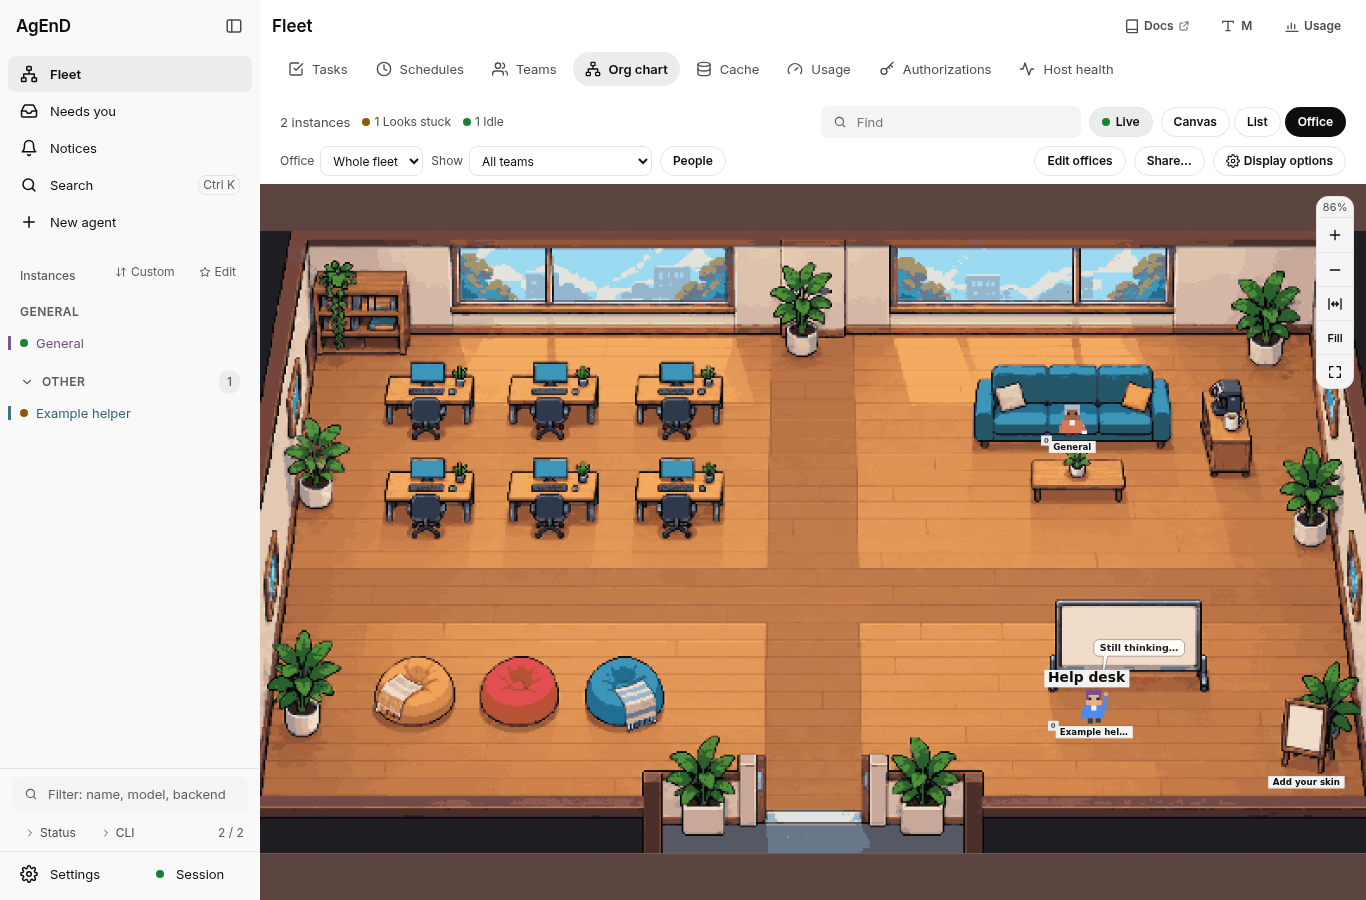 AgEnD
Fleet
Needs you
Notices
Search
Ctrl K
New agent
Instances
Custom
Edit
GENERAL
General
OTHER
1
Example helper
Filter: name, model, backend
Status
CLI
2 / 2
Settings
Session
Fleet
Docs
M
Usage
Tasks
Schedules
Teams
Org chart
Cache
Usage
Authorizations
Host health
2 instances
1 Looks stuck
1 Idle
Find
Live
Canvas
List
Office
Office
Whole fleet
Show
All teams
People
Edit offices
Share...
Display options
86%
Fill
0
General
Still thinking...
Help desk
0
Example hel...
Add your skin